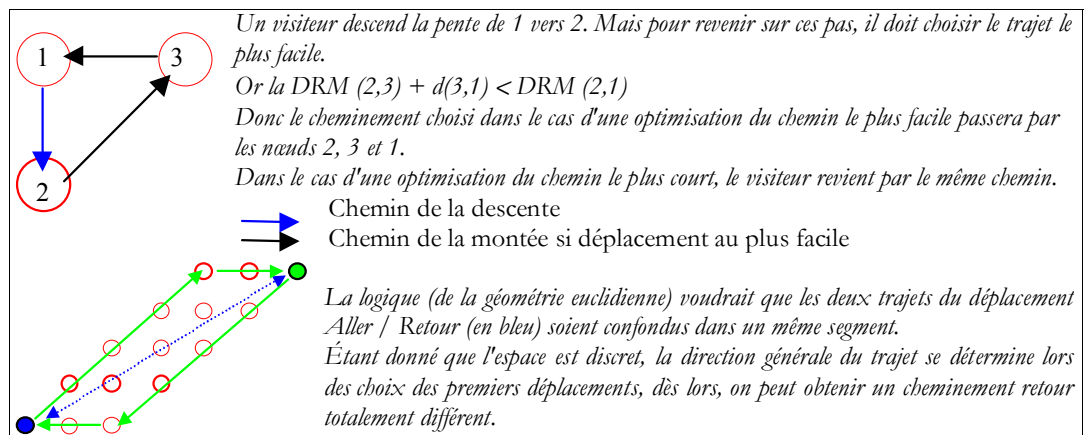 Un visiteur descend la pente de 1 vers 2. Mais pour revenir sur ces pas, il doit choisir le trajet le
plus facile.
Or la DRM (2,3) + d(3,1) < DRM (2,1)
Donc le cheminement choisi dans le cas d'une optimisation du chemin le plus facile passera par
les nœuds 2, 3 et 1.
Dans le cas d'une optimisation du chemin le plus court, le visiteur revient par le même chemin.
1
3
2
Chemin de la descente
Chemin de la montée si déplacement au plus facile
La logique (de la géométrie euclidienne) voudrait que les deux trajets du déplacement
Aller / Retour (en bleu) soient confondus dans un même segment.
Étant donné que l'espace est discret, la direction générale du trajet se détermine lors
des choix des premiers déplacements, dès lors, on peut obtenir un cheminement retour
totalement différent.